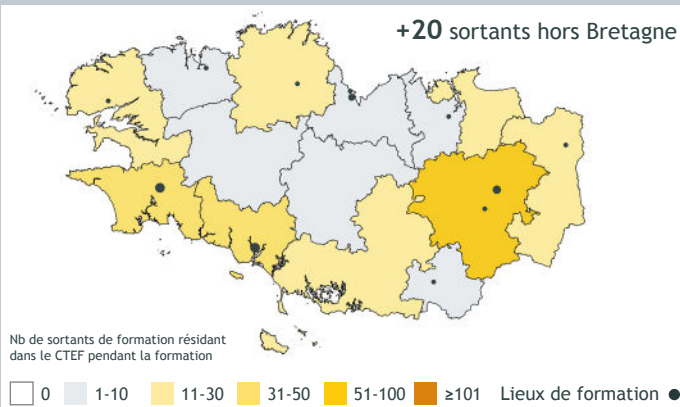 +20 sortants hors Bretagne
Nb de sortants de formation résidant
dans le CTEF pendant la formation
0 1-10 11-30 31-50 51-100 ≥101 Lieux de formation